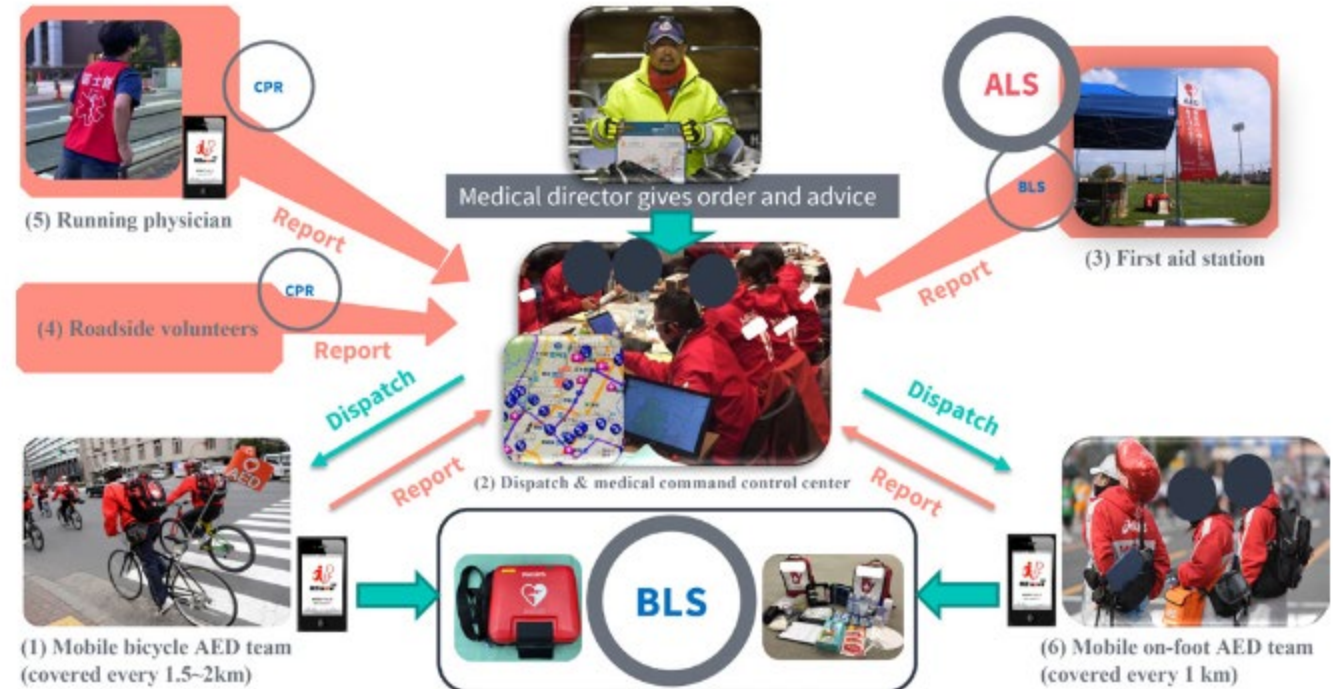 CPR
(5) Running physician
Report
Medical director gives order and advice
ALS
BLS
(3) First aid station
Report
CPR
(4) Roadside volunteers
Report
Dispatch
Report
(2) Dispatch & medical command control center
Dispatch
Report
AED
(1) Mobile bicycle AED team
(covered every 1.5~2km)
BLS
(6) Mobile on-foot AED team
(covered every 1 km)